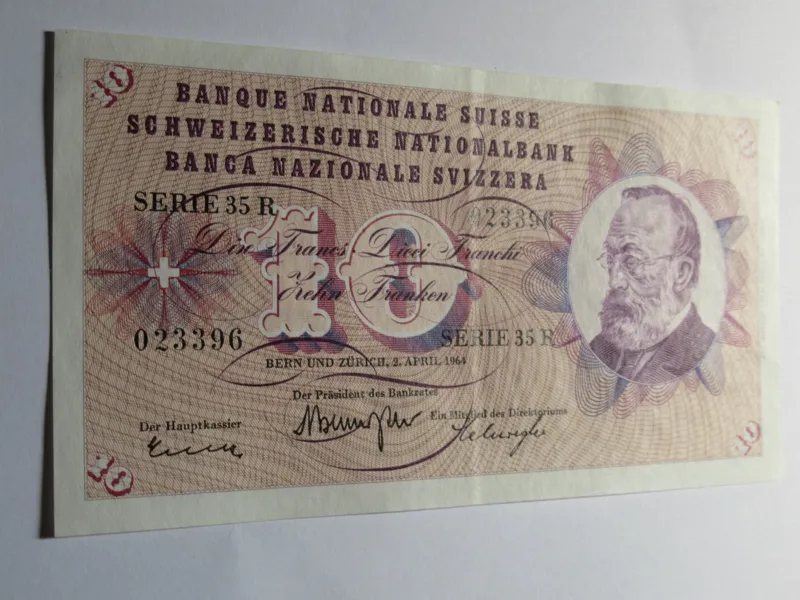 10
10
BANQUE NATIONALE SUISSE
SCHWEIZERISCHE NATIONALBANK
BANCA NAZIONALE SVIZZERA
SERIE 35 R
023396
10
Dix Francs Dieci Franchi
Zehn Franken
023396
SERIE 35 R
BERN UND ZÜRICH, 2. APRIL 1964
Der Präsident des Bankrates
Ein Mitglied des Direktoriums
Der Hauptkassier
10
10